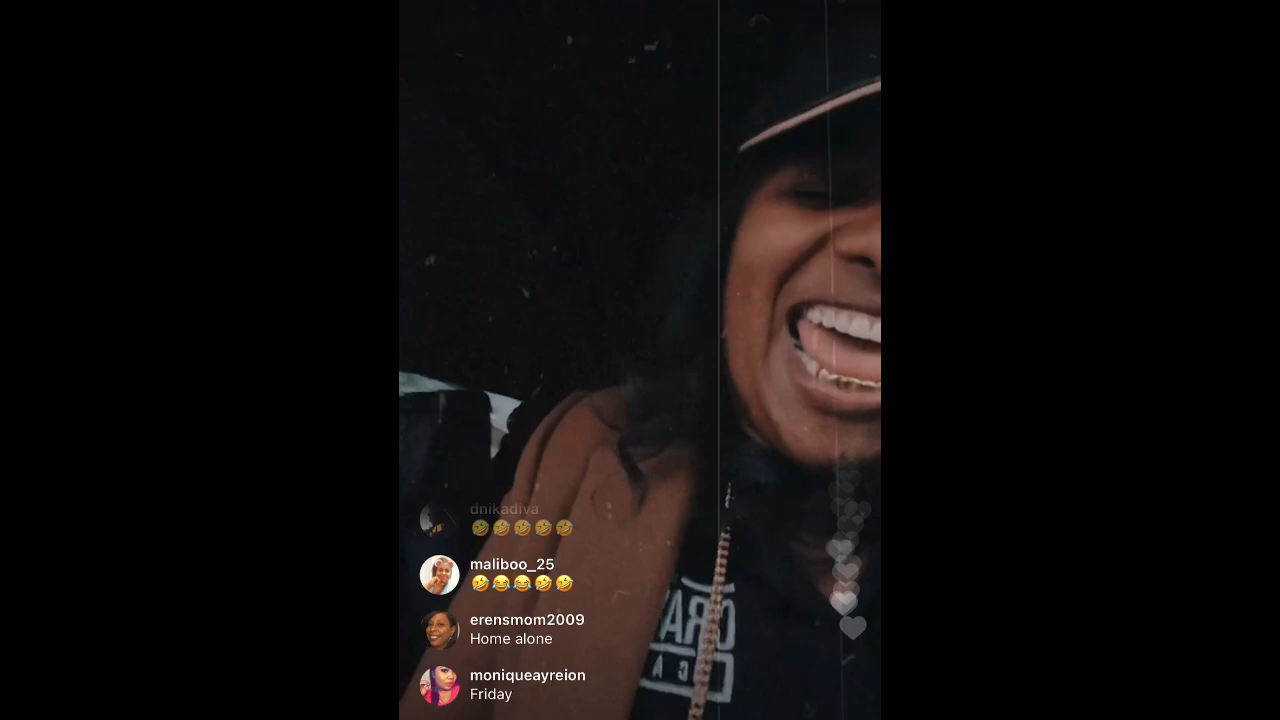 dnikadiva
🤣🤣🤣🤣🤣
maliboo_25
🤣😂😂🤣🤣
erensmom2009
Home alone
moniqueayreion
Friday